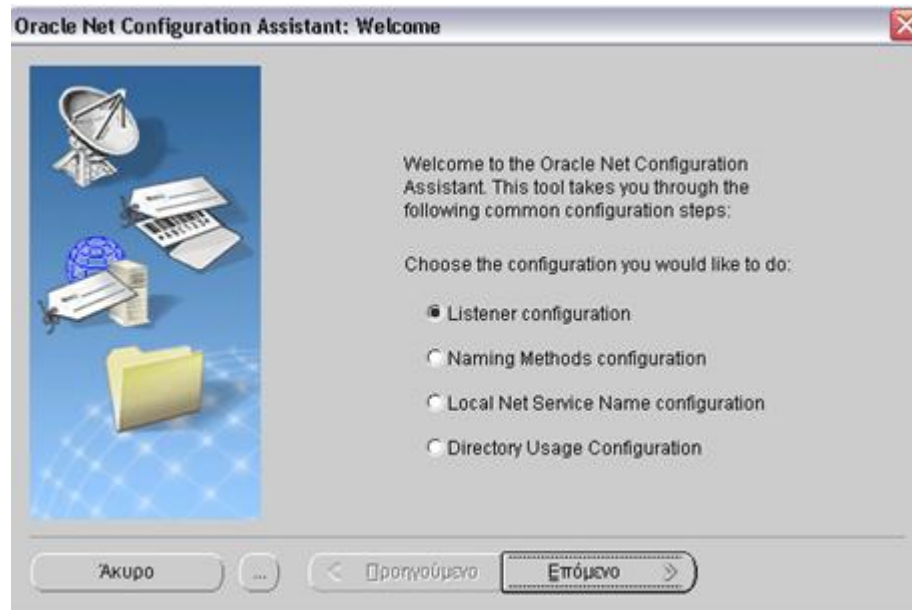 Oracle Net Configuration Assistant: Welcome
Welcome to the Oracle Net Configuration
Assistant. This tool takes you through the
following common configuration steps:
Choose the configuration you would like to do:
Listener configuration
Naming Methods configuration
Local Net Service Name configuration
Directory Usage Configuration
Άκυρο
...
Προηγούμενο
Επόμενο